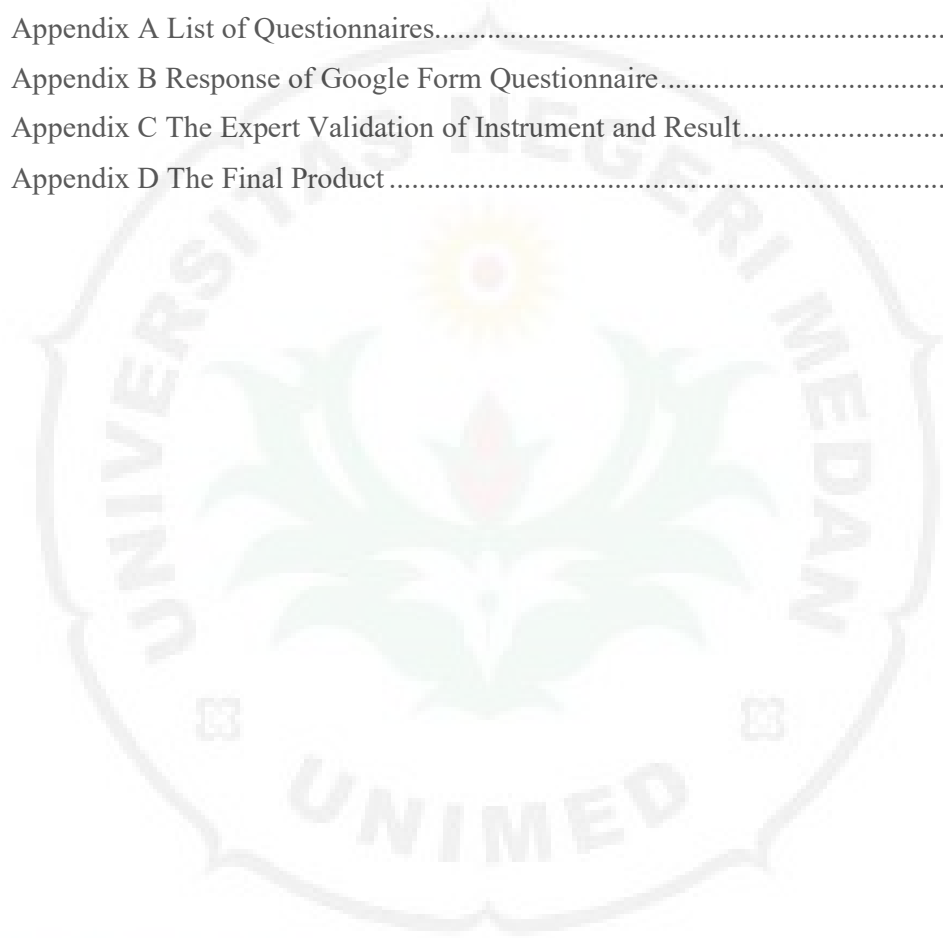 Appendix A List of Questionnaires................................................................................
Appendix B Response of Google Form Questionnaire......................................
Appendix C The Expert Validation of Instrument and Result...........................
Appendix D The Final Product..........................................................................
UNIVERSITAS NEGERI MEDAN
UNIMED